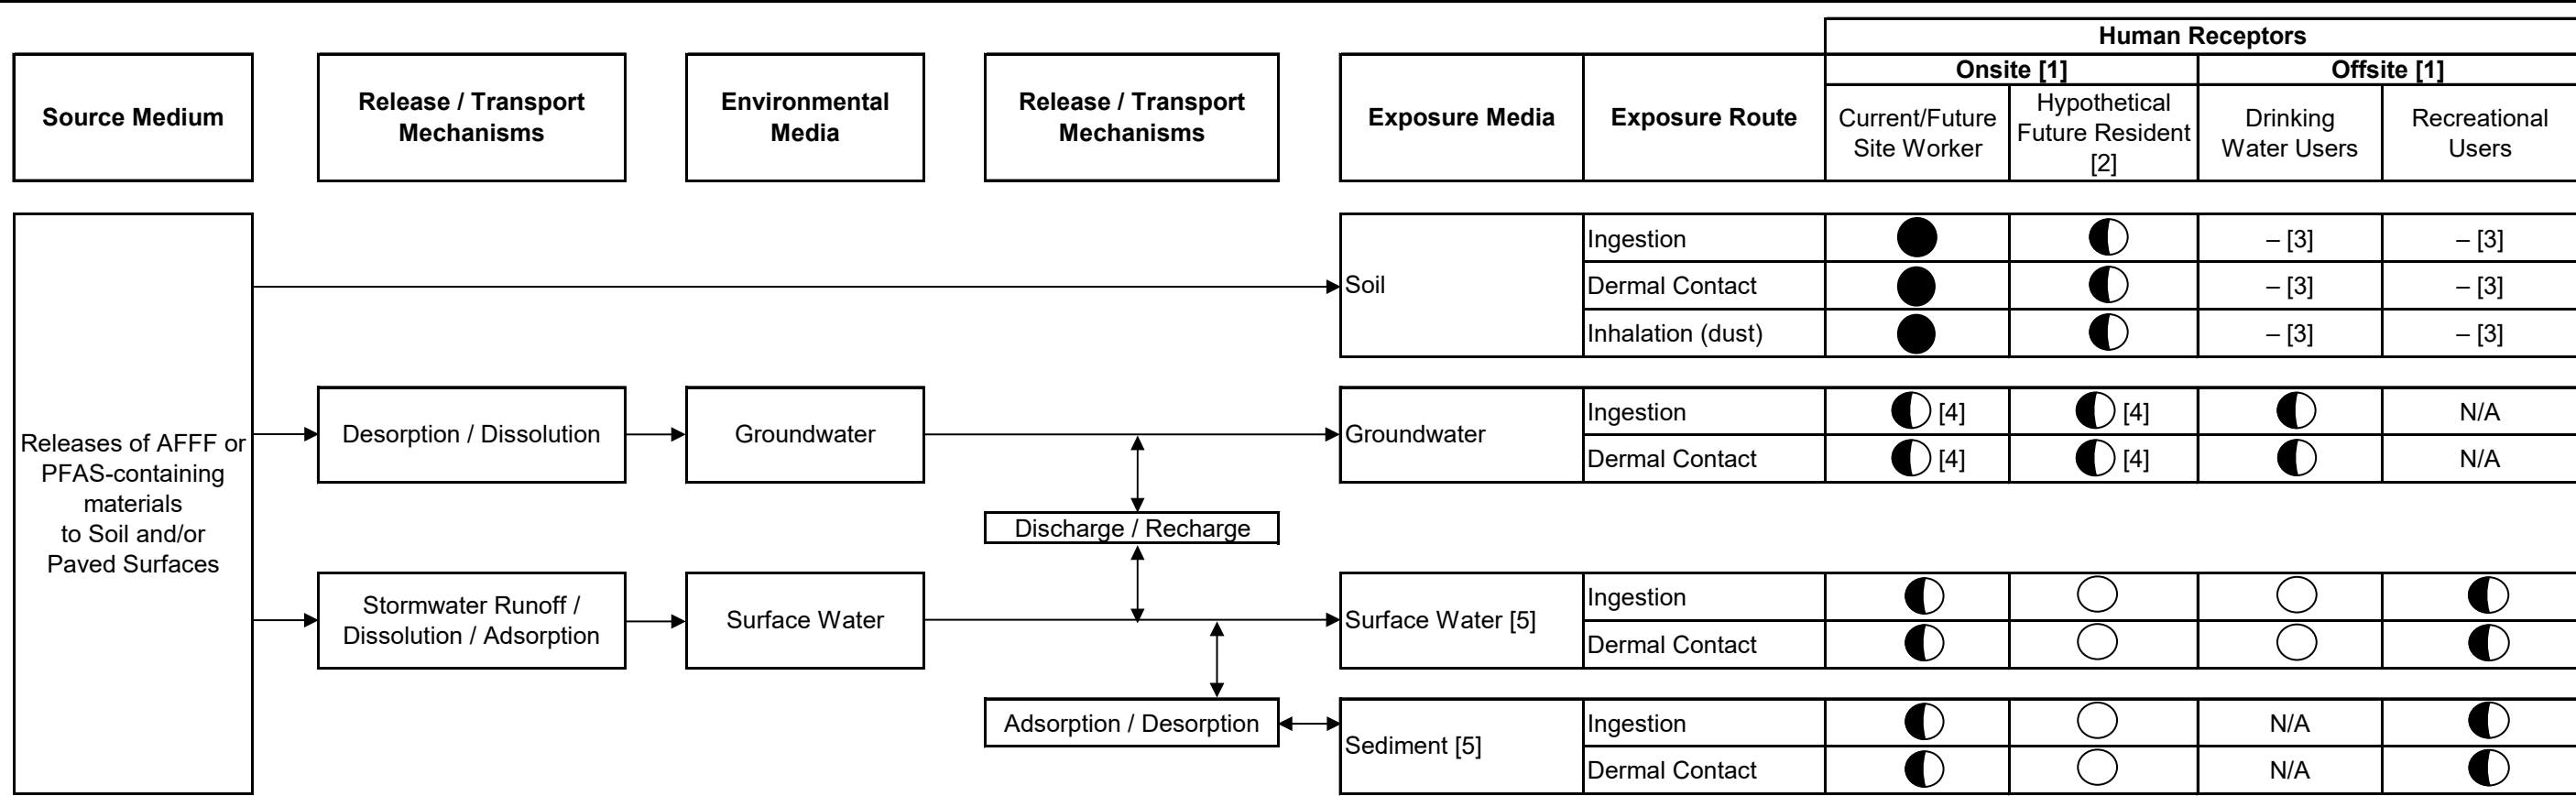 Human Receptors
Onsite [1]
Offsite [1]
Source Medium
Release / Transport
Mechanisms
Environmental
Media
Release / Transport
Mechanisms
Exposure Media
Exposure Route
Current/Future
Site Worker
Hypothetical
Future Resident
[2]
Drinking
Water Users
Recreational
Users
Releases of AFFF or
PFAS-containing
materials
to Soil and/or
Paved Surfaces
Soil
Ingestion
– [3]
– [3]
Dermal Contact
– [3]
– [3]
Inhalation (dust)
– [3]
– [3]
Desorption / Dissolution
Groundwater
Groundwater
Ingestion
[4]
[4]
N/A
Dermal Contact
[4]
[4]
N/A
Discharge / Recharge
Stormwater Runoff /
Dissolution / Adsorption
Surface Water
Surface Water [5]
Ingestion
Dermal Contact
Adsorption / Desorption
Sediment [5]
Ingestion
N/A
Dermal Contact
N/A